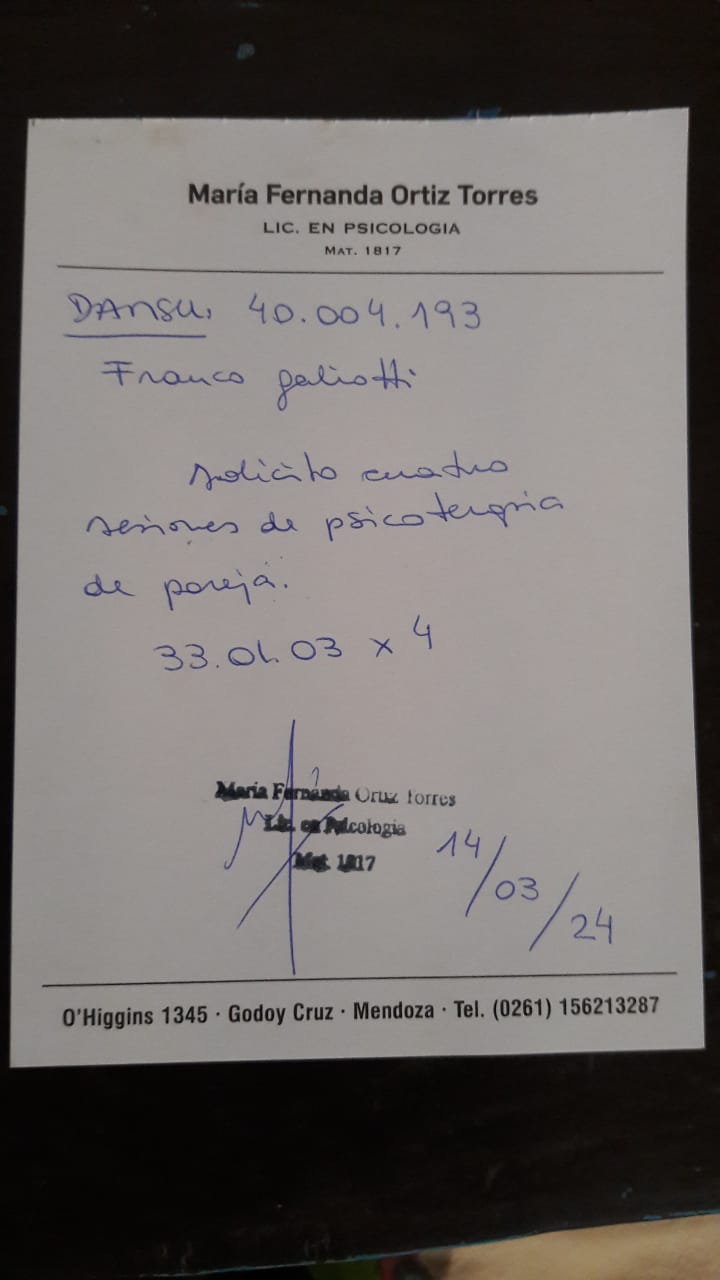 María Fernanda Ortiz Torres
LIC. EN PSICOLOGIA
MAT. 1817
DAMSU. 40.004.193
Franco Galiotti
solicito cuatro
sesiones de psicoterapia
de pareja.
33.01.03 x 4
María Fernanda Ortiz Torres
Lic. en Psicologia
Mat. 1817
14/03/24
O'Higgins 1345 · Godoy Cruz · Mendoza · Tel. (0261) 156213287